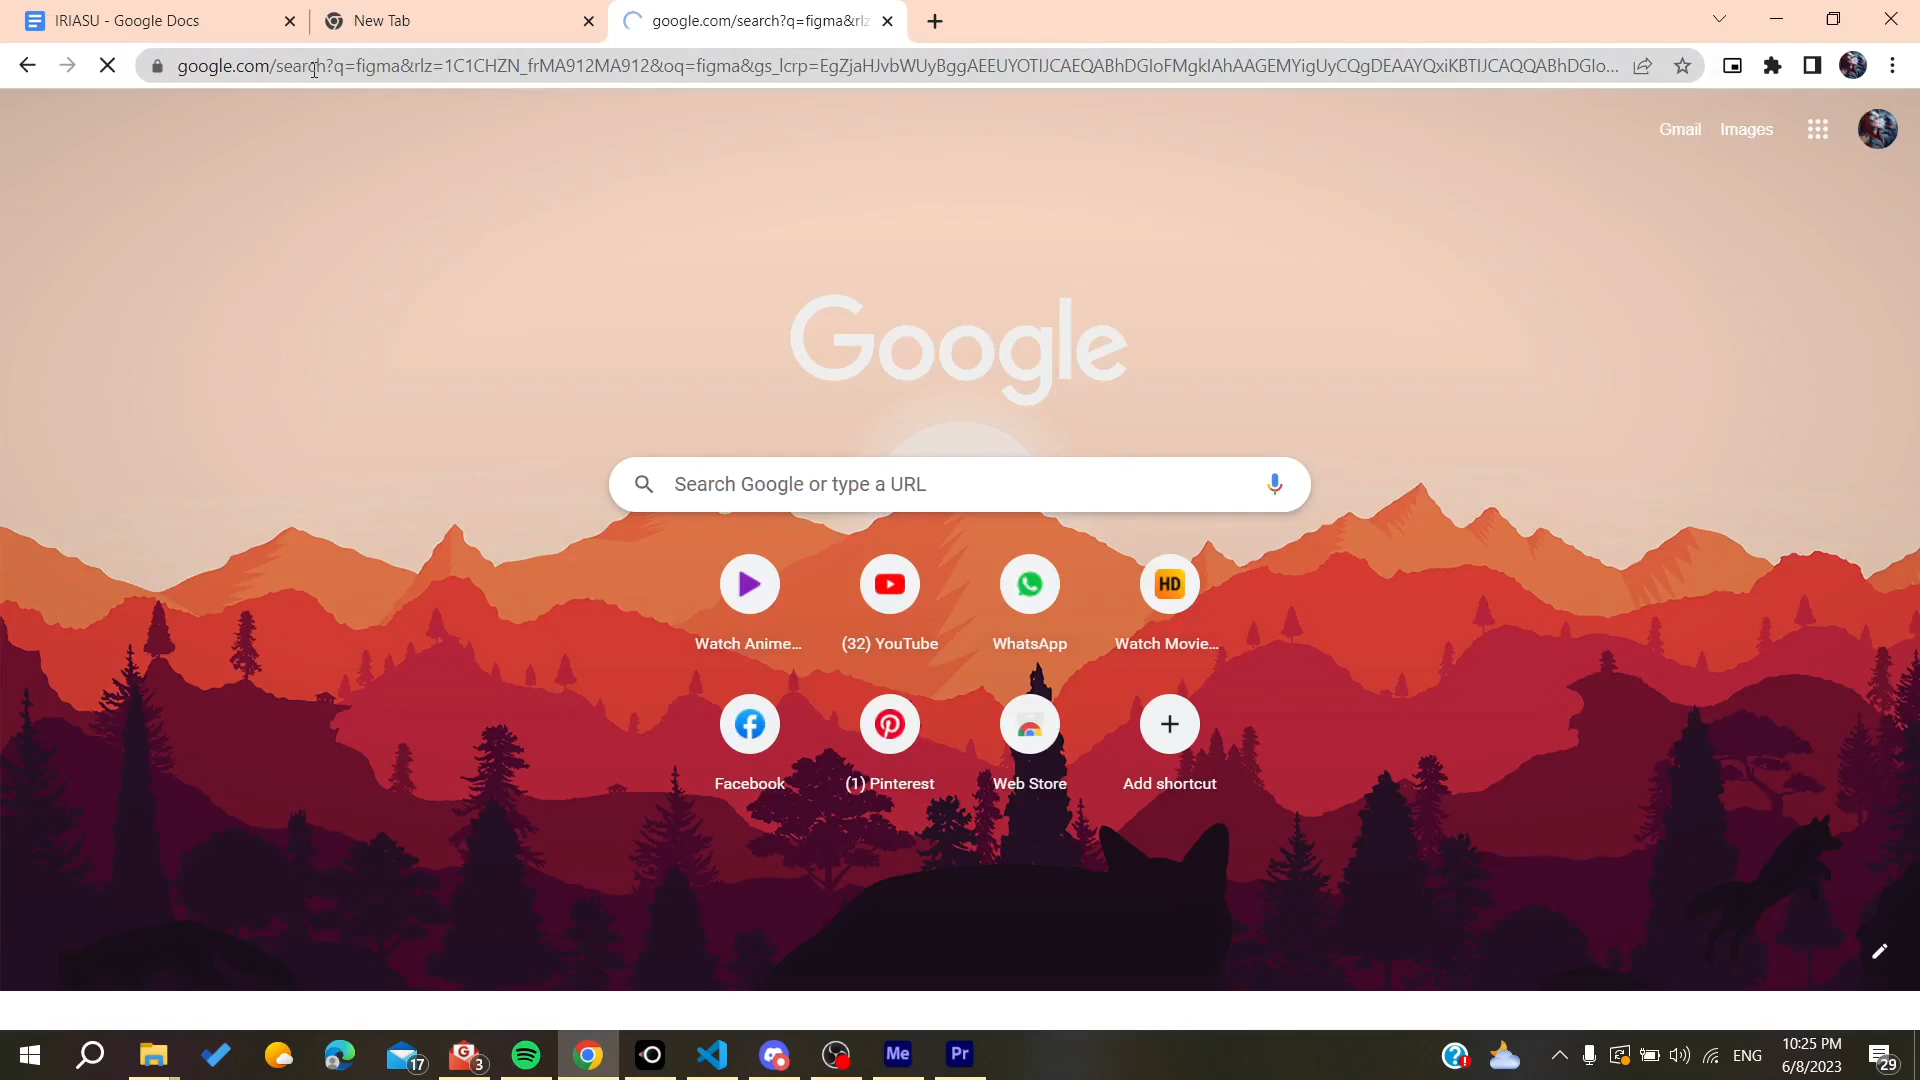 IRIASU - Google Docs
New Tab
google.com/search?q=figma&rlz
google.com/search?q=figma&rlz=1C1CHZN_frMA912MA912&oq=figma&gs_lcrp=EgZjaHJvbWUyBggAEEUYOTIJCAEQABhDGIoFMgkIAhAAGEMYigUyCQgDEAAYQxiKBTIJCAQQABhDGIo...
Gmail Images
Google
Search Google or type a URL
HD
Watch Anime...
(32) YouTube
WhatsApp
Watch Movie...
Facebook
(1) Pinterest
Web Store
Add shortcut
17
G
3
Me
Pr
ENG
10:25 PM
6/8/2023
29